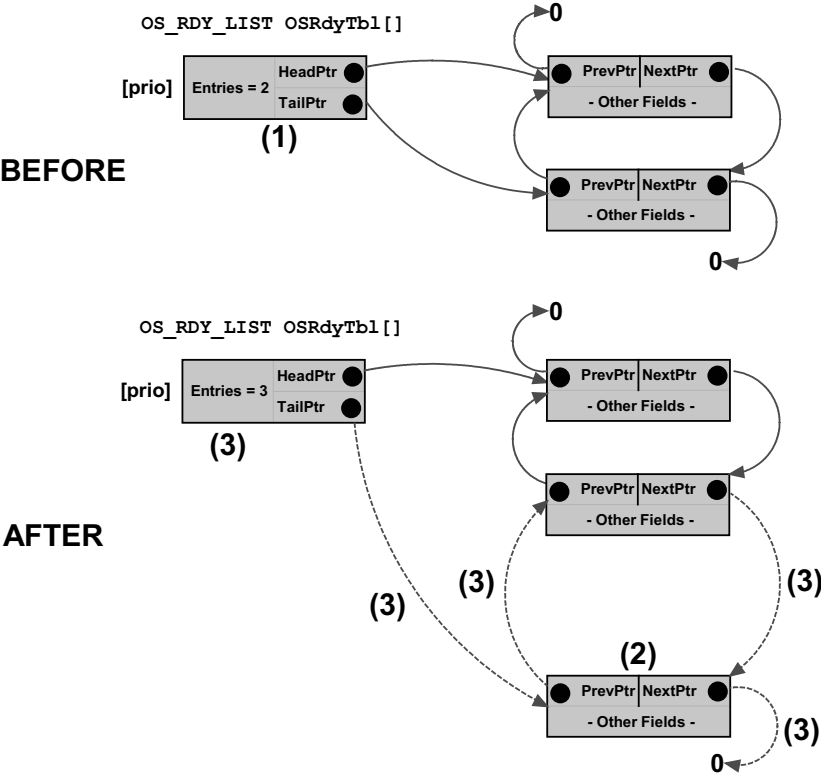 0
OS_RDY_LIST OSRdyTbl[]
[prio] Entries = 2 HeadPtr
TailPtr
(1)
PrevPtr NextPtr
- Other Fields -
BEFORE
PrevPtr NextPtr
- Other Fields -
0
0
OS_RDY_LIST OSRdyTbl[]
[prio] Entries = 3 HeadPtr
TailPtr
(3)
PrevPtr NextPtr
- Other Fields -
PrevPtr NextPtr
- Other Fields -
AFTER
(3)
(3)
(3)
(2)
PrevPtr NextPtr
- Other Fields -
(3)
0